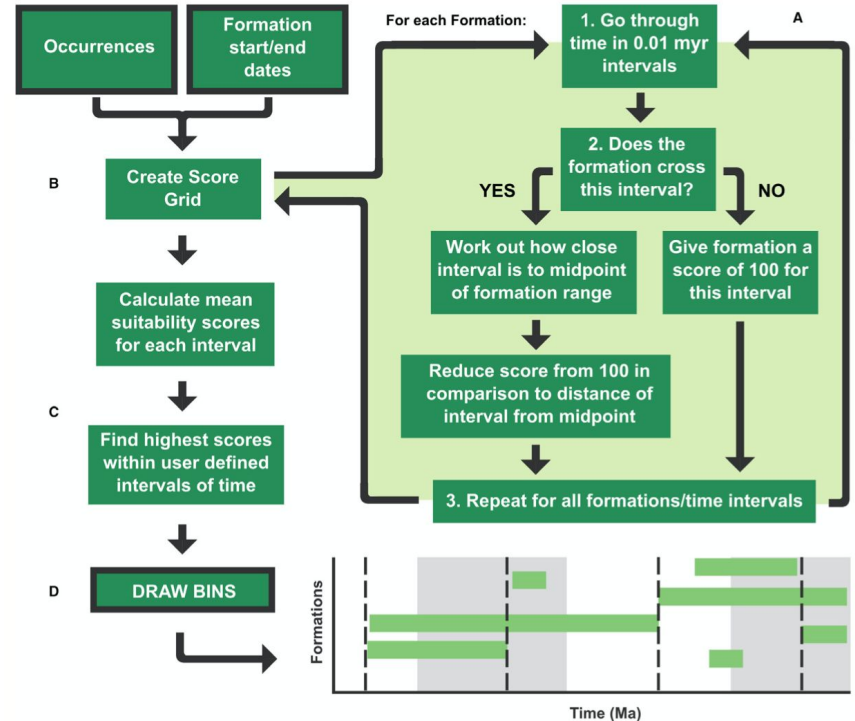 Occurrences
Formation
start/end
dates
For each Formation:
1. Go through
time in 0.01 myr
intervals
A
2. Does the
formation cross
this interval?
B
Create Score
Grid
YES
NO
Work out how close
interval is to midpoint
of formation range
Give formation a
score of 100 for
this interval
Calculate mean
suitability scores
for each interval
Reduce score from 100 in
comparison to distance of
interval from midpoint
C
Find highest scores
within user defined
intervals of time
3. Repeat for all formations/time intervals
D
DRAW BINS
Formations
Time (Ma)